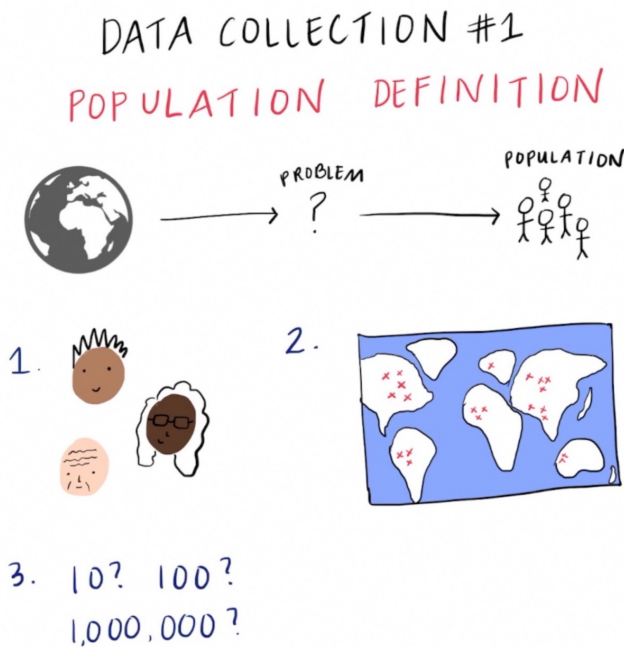 DATA COLLECTION #1
POPULATION DEFINITION
PROBLEM
?
POPULATION
1.
2.
3. 10? 100?
1,000,000?